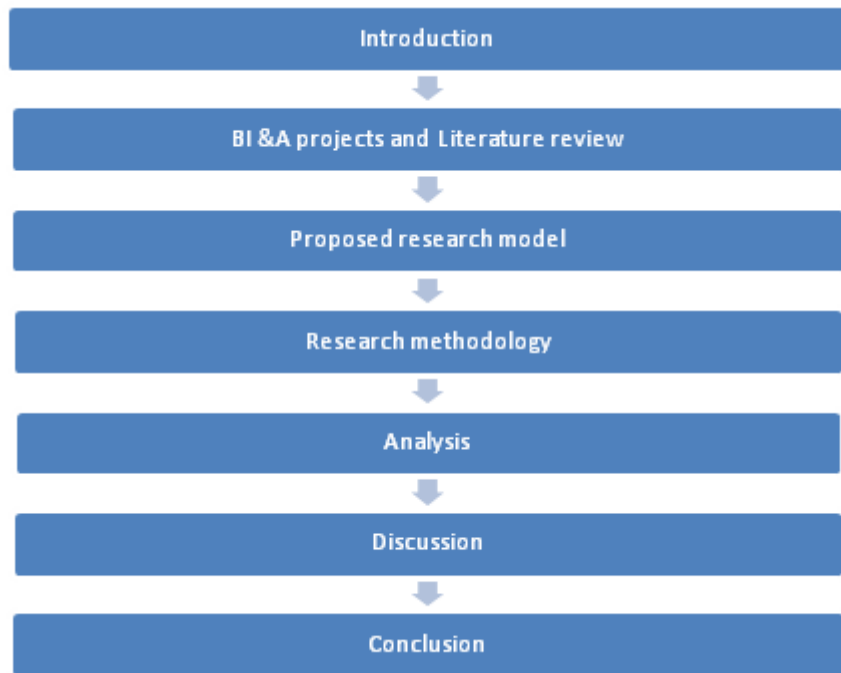 Introduction
BI &A projects and Literature review
Proposed research model
Research methodology
Analysis
Discussion
Conclusion